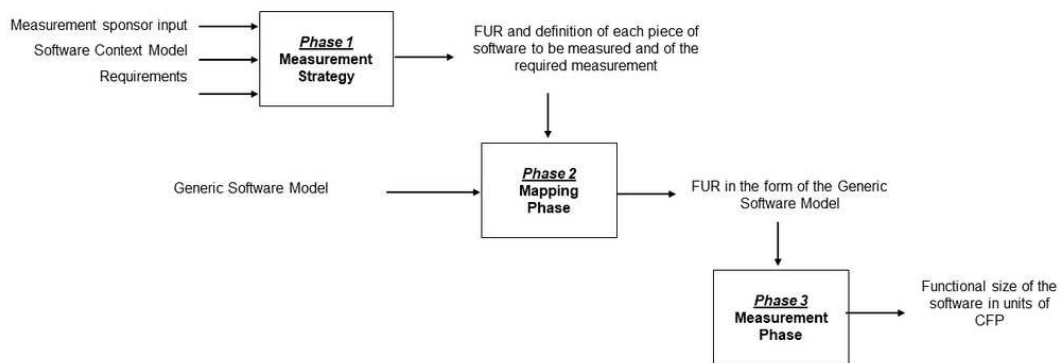 Measurement sponsor input
Software Context Model
Requirements
Phase 1
Measurement
Strategy
FUR and definition of each piece of
software to be measured and of the
required measurement
Generic Software Model
Phase 2
Mapping
Phase
FUR in the form of the Generic
Software Model
Phase 3
Measurement
Phase
Functional size of the
software in units of
CFP